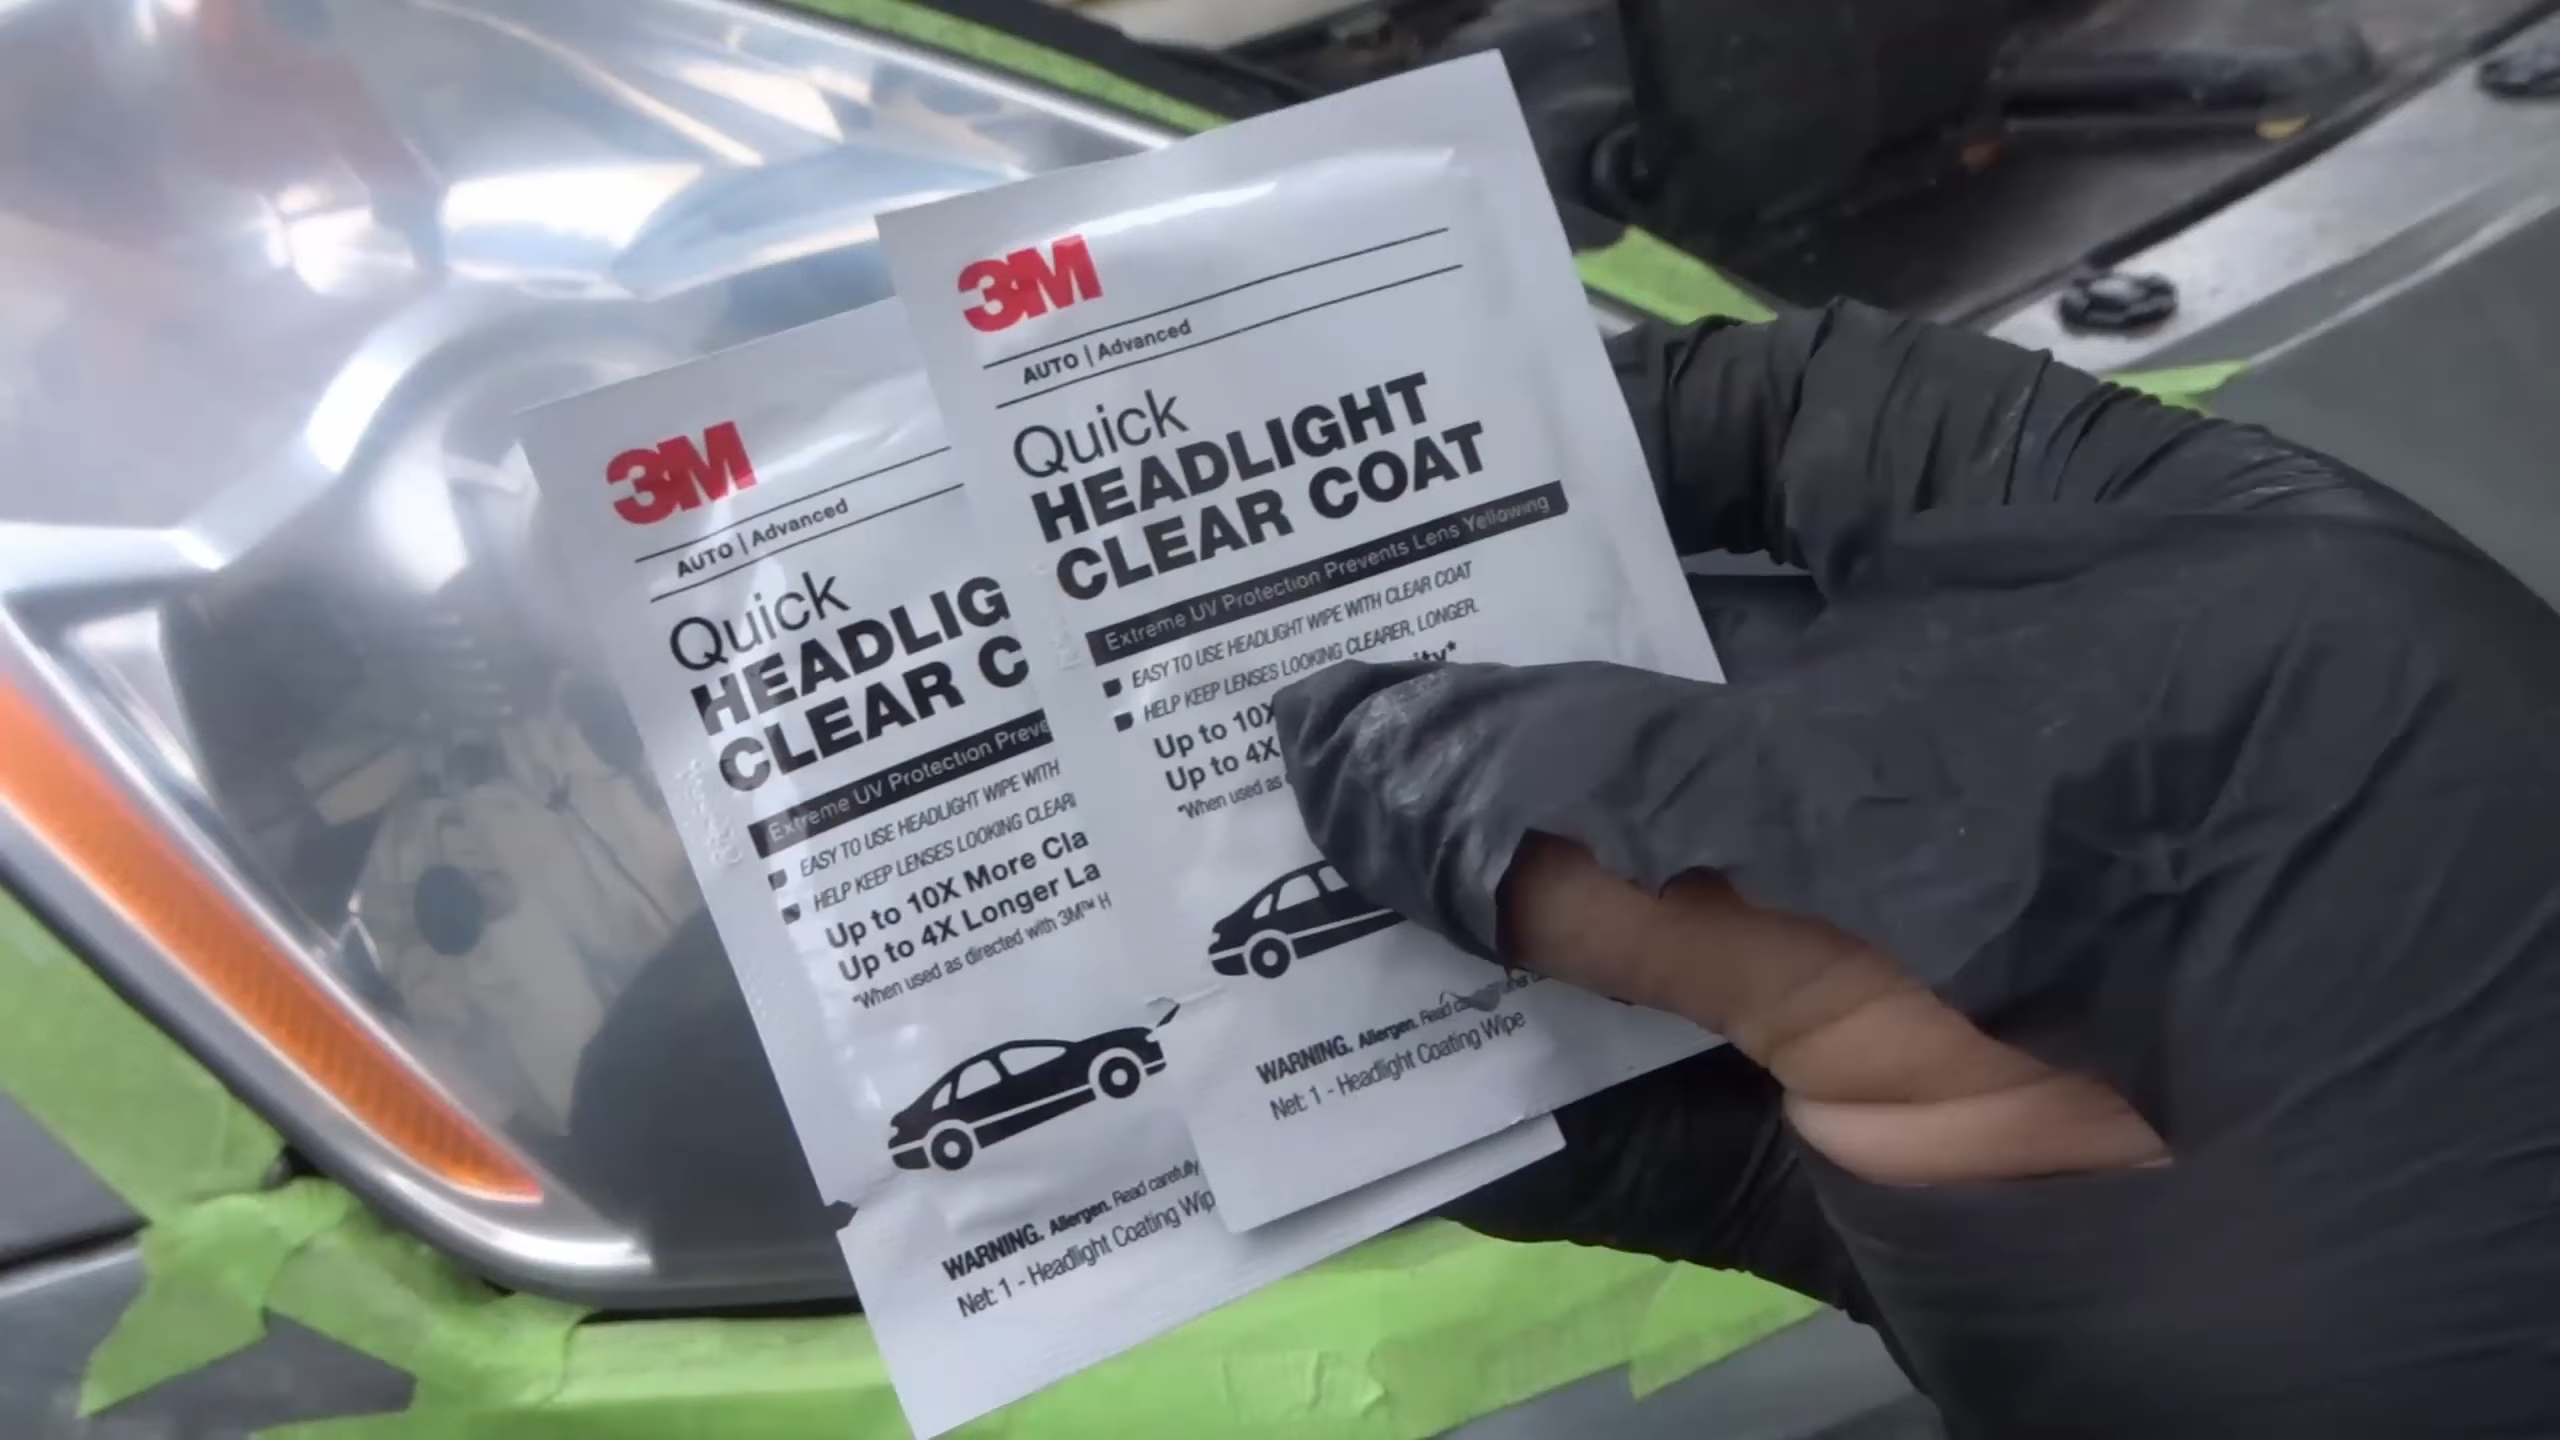 3M
AUTO | Advanced
Quick
HEADLIGHT
CLEAR COAT
Extreme UV Protection Prevents Lens Yellowing
EASY TO USE HEADLIGHT WIPE WITH CLEAR COAT
HELP KEEP LENSES LOOKING CLEARER, LONGER.
Up to 10X
Up to 4X
*When used as
WARNING. Allergen. Read
Net: 1 - Headlight Coating Wipe
3M
AUTO | Advanced
Quick
HEADLIG
CLEAR C
Extreme UV Protection Preve
EASY TO USE HEADLIGHT WIPE WITH
HELP KEEP LENSES LOOKING CLEAR
Up to 10X More Cla
Up to 4X Longer La
*When used as directed with 3M™ H
WARNING. Allergen. Read carefully
Net: 1 - Headlight Coating Wip